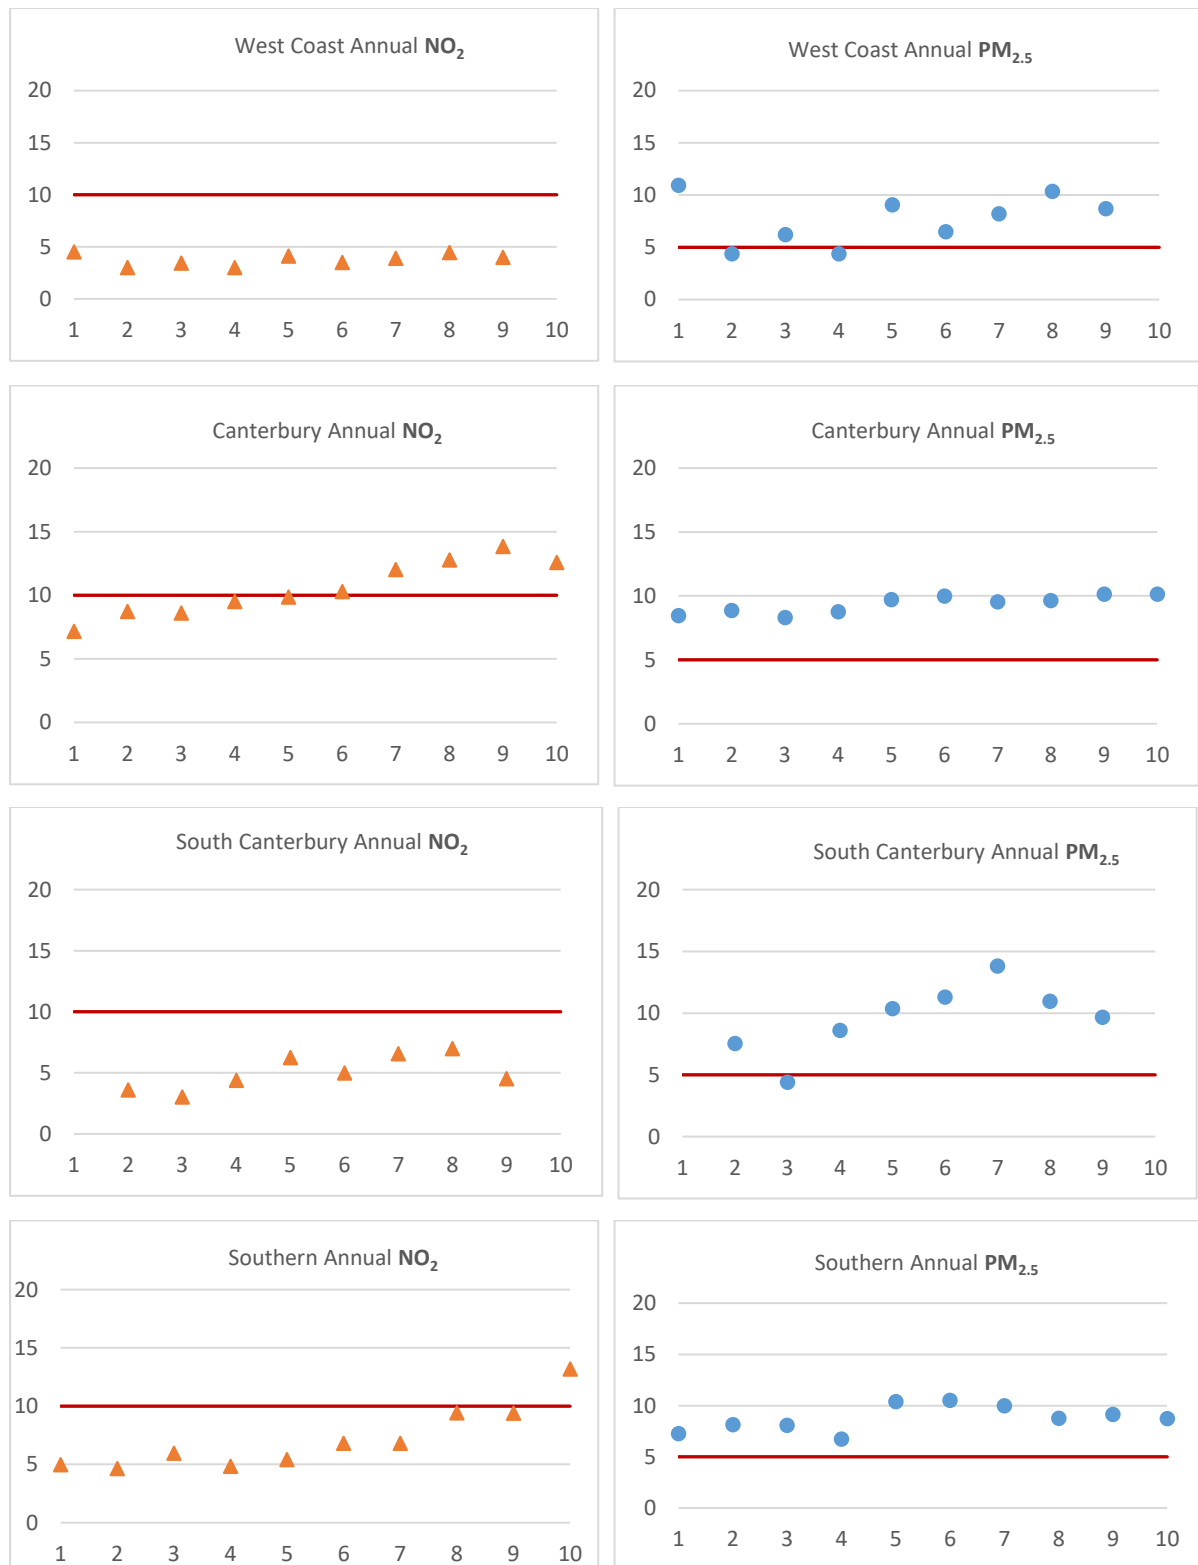 West Coast Annual NO₂
20
15
10
5
0
1 2 3 4 5 6 7 8 9 10
West Coast Annual PM₂.₅
20
15
10
5
0
1 2 3 4 5 6 7 8 9 10
Canterbury Annual NO₂
20
15
10
5
0
1 2 3 4 5 6 7 8 9 10
Canterbury Annual PM₂.₅
20
15
10
5
0
1 2 3 4 5 6 7 8 9 10
South Canterbury Annual NO₂
20
15
10
5
0
1 2 3 4 5 6 7 8 9 10
South Canterbury Annual PM₂.₅
20
15
10
5
0
1 2 3 4 5 6 7 8 9 10
Southern Annual NO₂
20
15
10
5
0
1 2 3 4 5 6 7 8 9 10
Southern Annual PM₂.₅
20
15
10
5
0
1 2 3 4 5 6 7 8 9 10